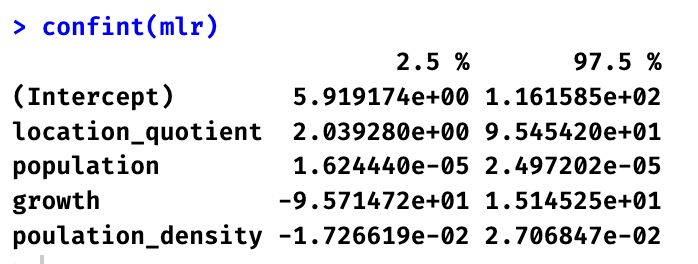 > confint(mlr)
2.5 % 97.5 %
(Intercept) 5.919174e+00 1.161585e+02
location_quotient 2.039280e+00 9.545420e+01
population 1.624440e-05 2.497202e-05
growth -9.571472e+01 1.514525e+01
poulation_density -1.726619e-02 2.706847e-02